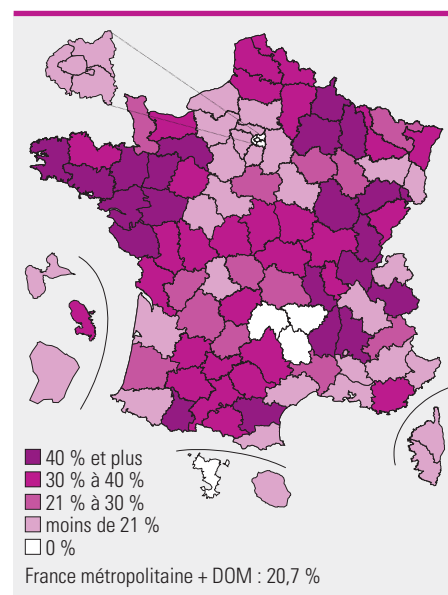 40 % et plus
30 % à 40 %
21 % à 30 %
moins de 21 %
0 %
France métropolitaine + DOM : 20,7 %